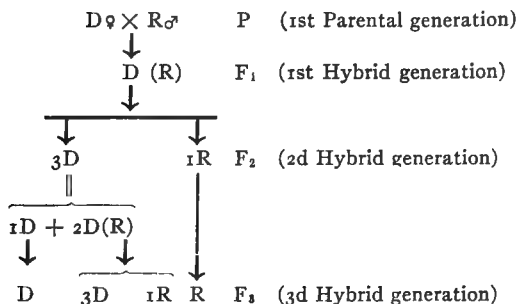 D♀ × R♂ P (1st Parental generation)
D (R) F₁ (1st Hybrid generation)
3D 1R F₂ (2d Hybrid generation)
1D + 2D(R)
D 3D 1R R F₃ (3d Hybrid generation)